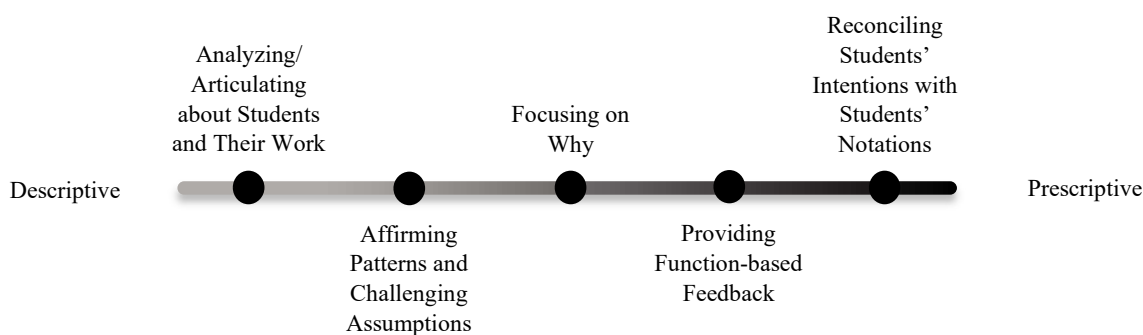 Descriptive
Analyzing/
Articulating
about Students
and Their Work
Affirming
Patterns and
Challenging
Assumptions
Focusing on
Why
Providing
Function-based
Feedback
Reconciling
Students’
Intentions with
Students’
Notations
Prescriptive